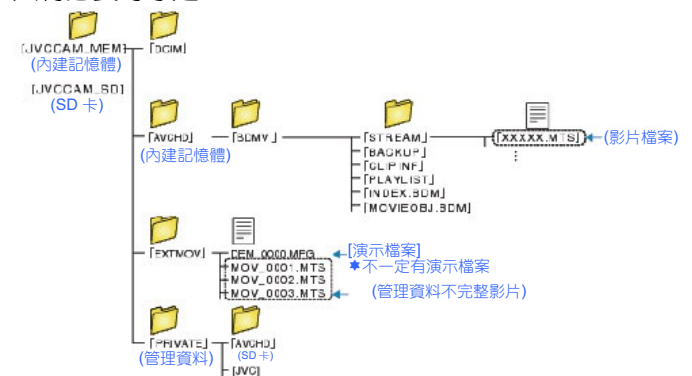 [JVCCAM_MEM]
[DCIM]
(內建記憶體)
[JVCCAM_SD]
(SD 卡)
[AVCHD]
[BDMV]
[STREAM]
[XXXXX.MTS]
(影片檔案)
(內建記憶體)
[BACKUP]
[CLIPINF]
[PLAYLIST]
[INDEX.BDM]
[MOVIEOBJ.BDM]
[EXTMOV]
DEM_0000.MPG
[演示檔案]
MOV_0001.MTS
✱不一定有演示檔案
MOV_0002.MTS
MOV_0003.MTS
(管理資料不完整影片)
[PRIVATE]
[AVCHD]
(管理資料)
(SD 卡)
[JVC]